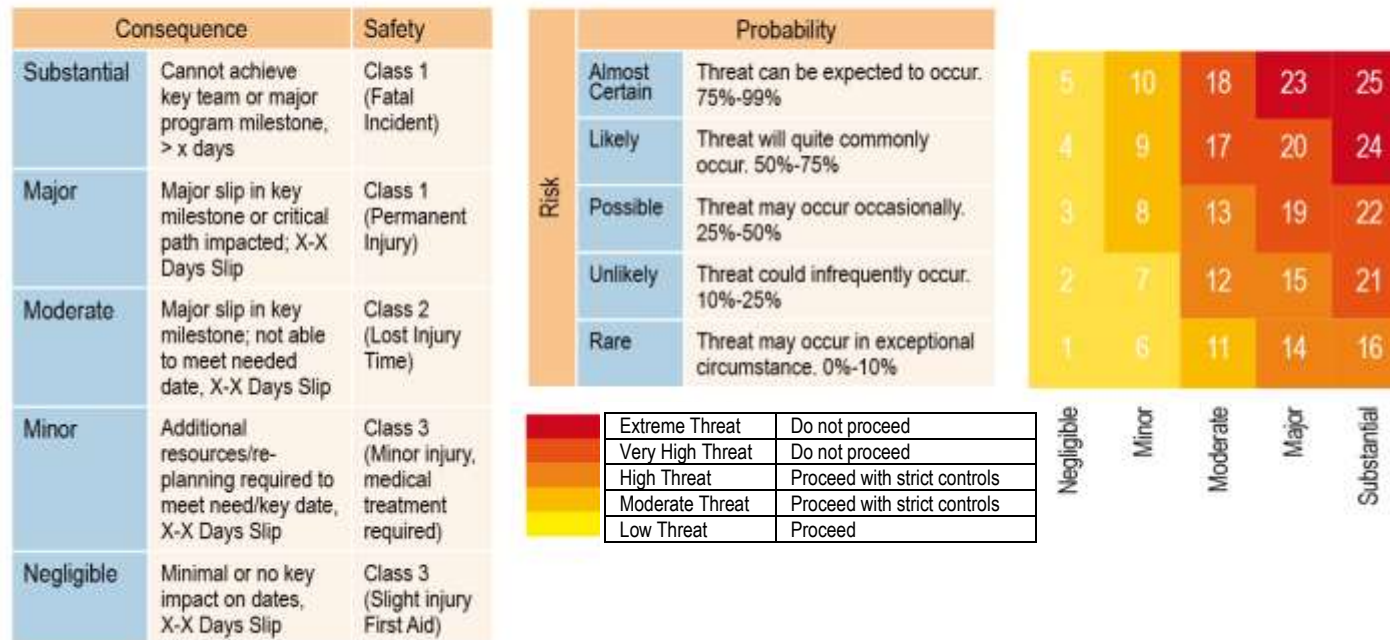 Consequence
Safety
Substantial
Cannot achieve
key team or major
program milestone,
> x days
Class 1
(Fatal
Incident)
Major
Major slip in key
milestone or critical
path impacted; X-X
Days Slip
Class 1
(Permanent
Injury)
Moderate
Major slip in key
milestone; not able
to meet needed
date, X-X Days Slip
Class 2
(Lost Injury
Time)
Minor
Additional
resources/re-
planning required to
meet need/key date,
X-X Days Slip
Class 3
(Minor injury,
medical
treatment
required)
Negligible
Minimal or no key
impact on dates,
X-X Days Slip
Class 3
(Slight injury
First Aid)
Risk
Probability
Almost
Certain
Threat can be expected to occur.
75%-99%
Likely
Threat will quite commonly
occur. 50%-75%
Possible
Threat may occur occasionally.
25%-50%
Unlikely
Threat could infrequently occur.
10%-25%
Rare
Threat may occur in exceptional
circumstance. 0%-10%
5 10 18 23 25
4 9 17 20 24
3 8 13 19 22
2 7 12 15 21
1 6 11 14 16
Negligible
Minor
Moderate
Major
Substantial
Extreme Threat Do not proceed
Very High Threat Do not proceed
High Threat Proceed with strict controls
Moderate Threat Proceed with strict controls
Low Threat Proceed